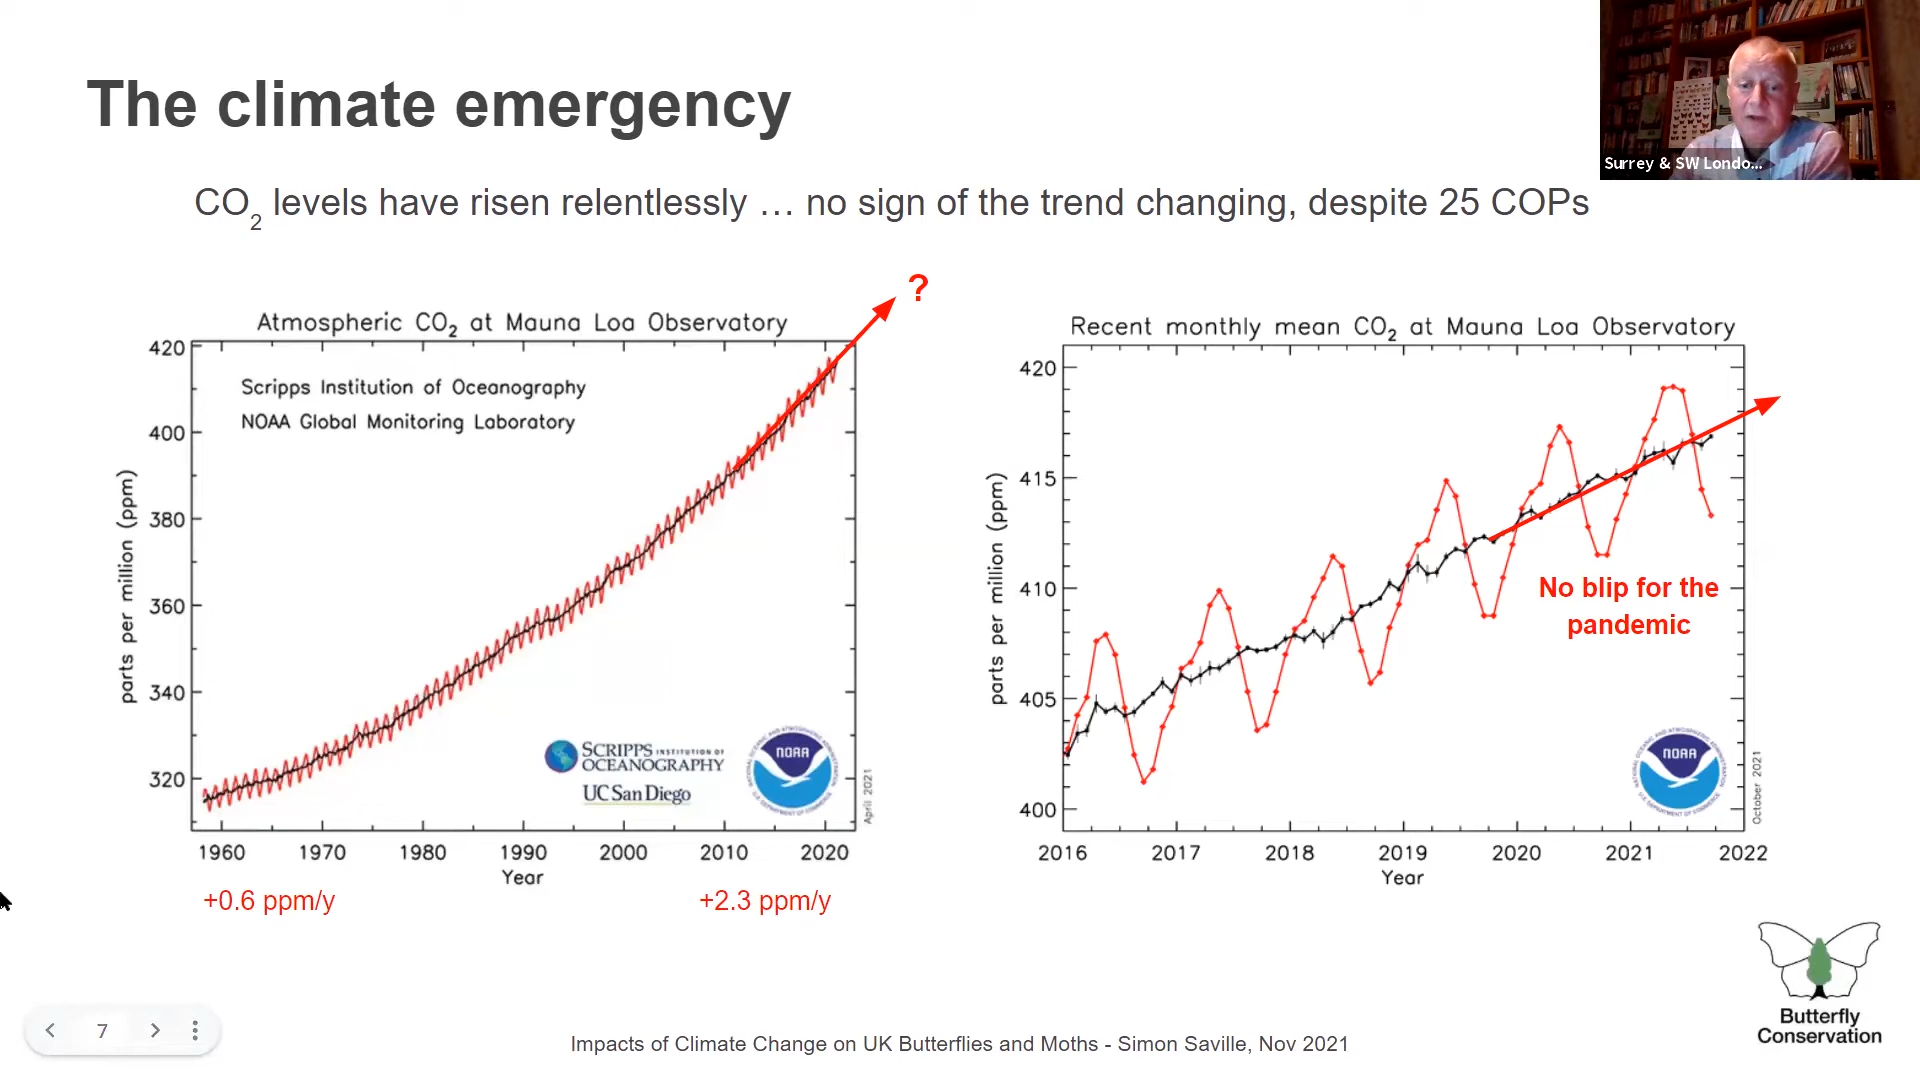 The climate emergency
Surrey & SW Londo...
CO2 levels have risen relentlessly … no sign of the trend changing, despite 25 COPs
?
Atmospheric CO2 at Mauna Loa Observatory
Scripps Institution of Oceanography
NOAA Global Monitoring Laboratory
parts per million (ppm)
420
400
380
360
340
320
1960 1970 1980 1990 2000 2010 2020
Year
SCRIPPS INSTITUTION OF
OCEANOGRAPHY
UC San Diego
NOAA
April 2021
+0.6 ppm/y
+2.3 ppm/y
Recent monthly mean CO2 at Mauna Loa Observatory
parts per million (ppm)
420
415
410
405
400
2016 2017 2018 2019 2020 2021 2022
Year
No blip for the
pandemic
NOAA
October 2021
7
Impacts of Climate Change on UK Butterflies and Moths - Simon Saville, Nov 2021
Butterfly
Conservation